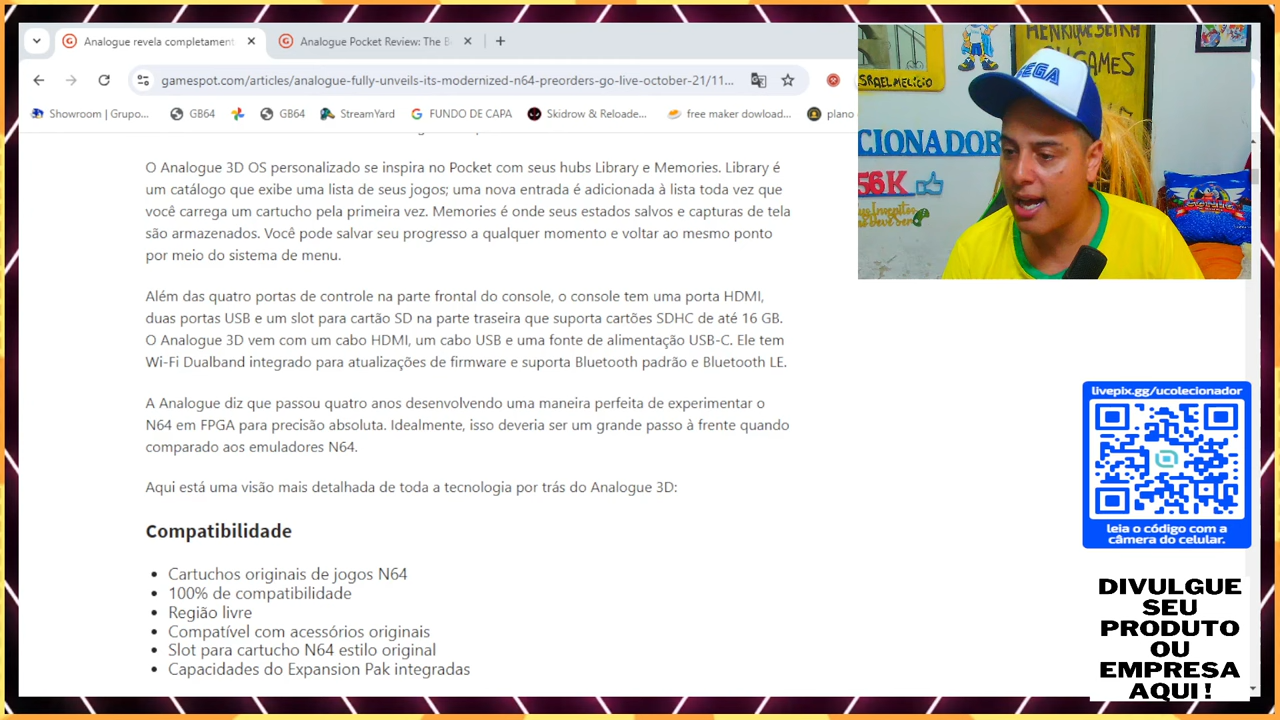 Analogue revela completament
Analogue Pocket Review: The B
gamespot.com/articles/analogue-fully-unveils-its-modernized-n64-preorders-go-live-october-21/11...
Showroom | Grupo...
GB64
GB64
StreamYard
FUNDO DE CAPA
Skidrow & Reloade...
free maker dowload...
plano
O Analogue 3D OS personalizado se inspira no Pocket com seus hubs Library e Memories. Library é
um catálogo que exibe uma lista de seus jogos; uma nova entrada é adicionada à lista toda vez que
você carrega um cartucho pela primeira vez. Memories é onde seus estados salvos e capturas de tela
são armazenados. Você pode salvar seu progresso a qualquer momento e voltar ao mesmo ponto
por meio do sistema de menu.
Além das quatro portas de controle na parte frontal do console, o console tem uma porta HDMI,
duas portas USB e um slot para cartão SD na parte traseira que suporta cartões SDHC de até 16 GB.
O Analogue 3D vem com um cabo HDMI, um cabo USB e uma fonte de alimentação USB-C. Ele tem
Wi-Fi Dualband integrado para atualizações de firmware e suporta Bluetooth padrão e Bluetooth LE.
A Analogue diz que passou quatro anos desenvolvendo uma maneira perfeita de experimentar o
N64 em FPGA para precisão absoluta. Idealmente, isso deveria ser um grande passo à frente quando
comparado aos emuladores N64.
Aqui está uma visão mais detalhada de toda a tecnologia por trás do Analogue 3D:
Compatibilidade
Cartuchos originais de jogos N64
100% de compatibilidade
Região livre
Compatível com acessórios originais
Slot para cartucho N64 estilo original
Capacidades do Expansion Pak integradas
GAMES
CIONADOR
56K
SEGA
livepix.gg/ucolecionador
leia o código com a
câmera do celular.
DIVULGUE
SEU
PRODUTO
OU
EMPRESA
AQUI!